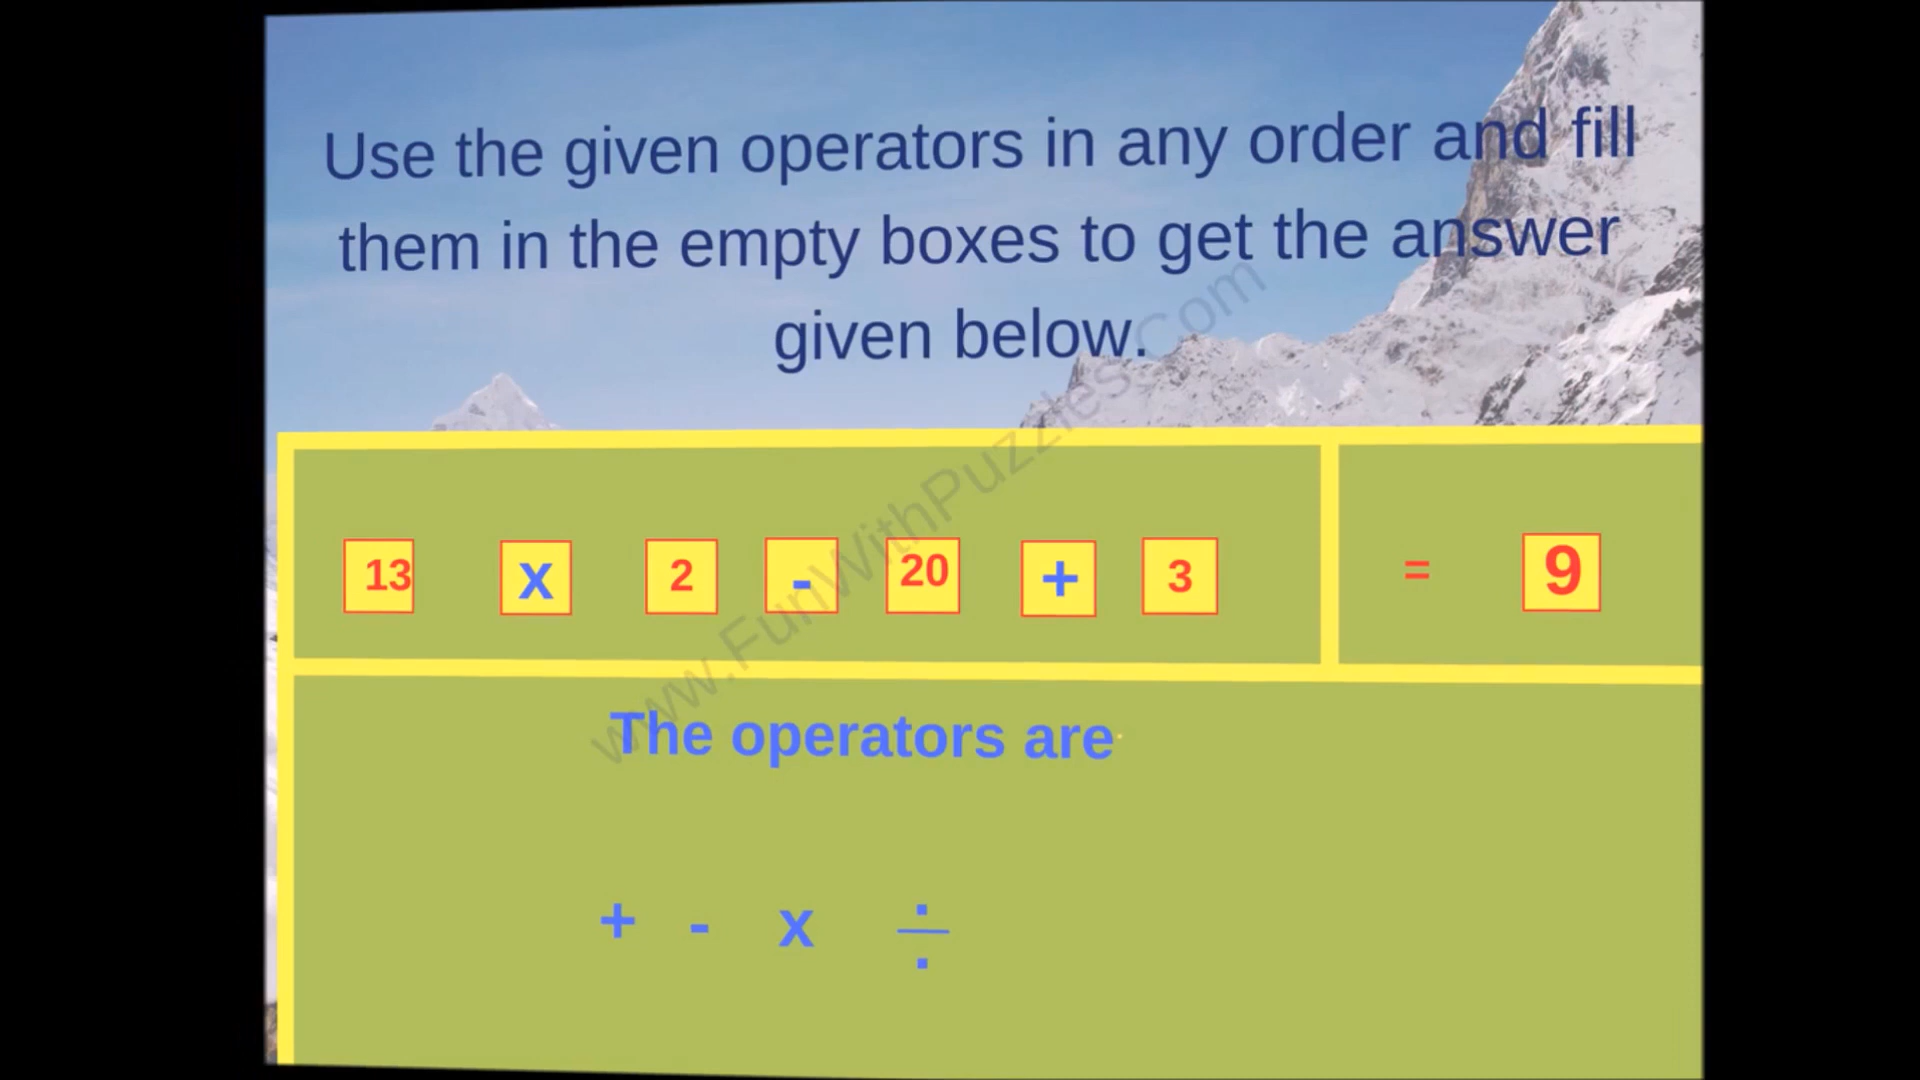 Use the given operators in any order and fill
them in the empty boxes to get the answer
given below.
13 x 2 - 20 + 3 = 9
The operators are
+ - x ÷
www.FunWithPuzzles.Com